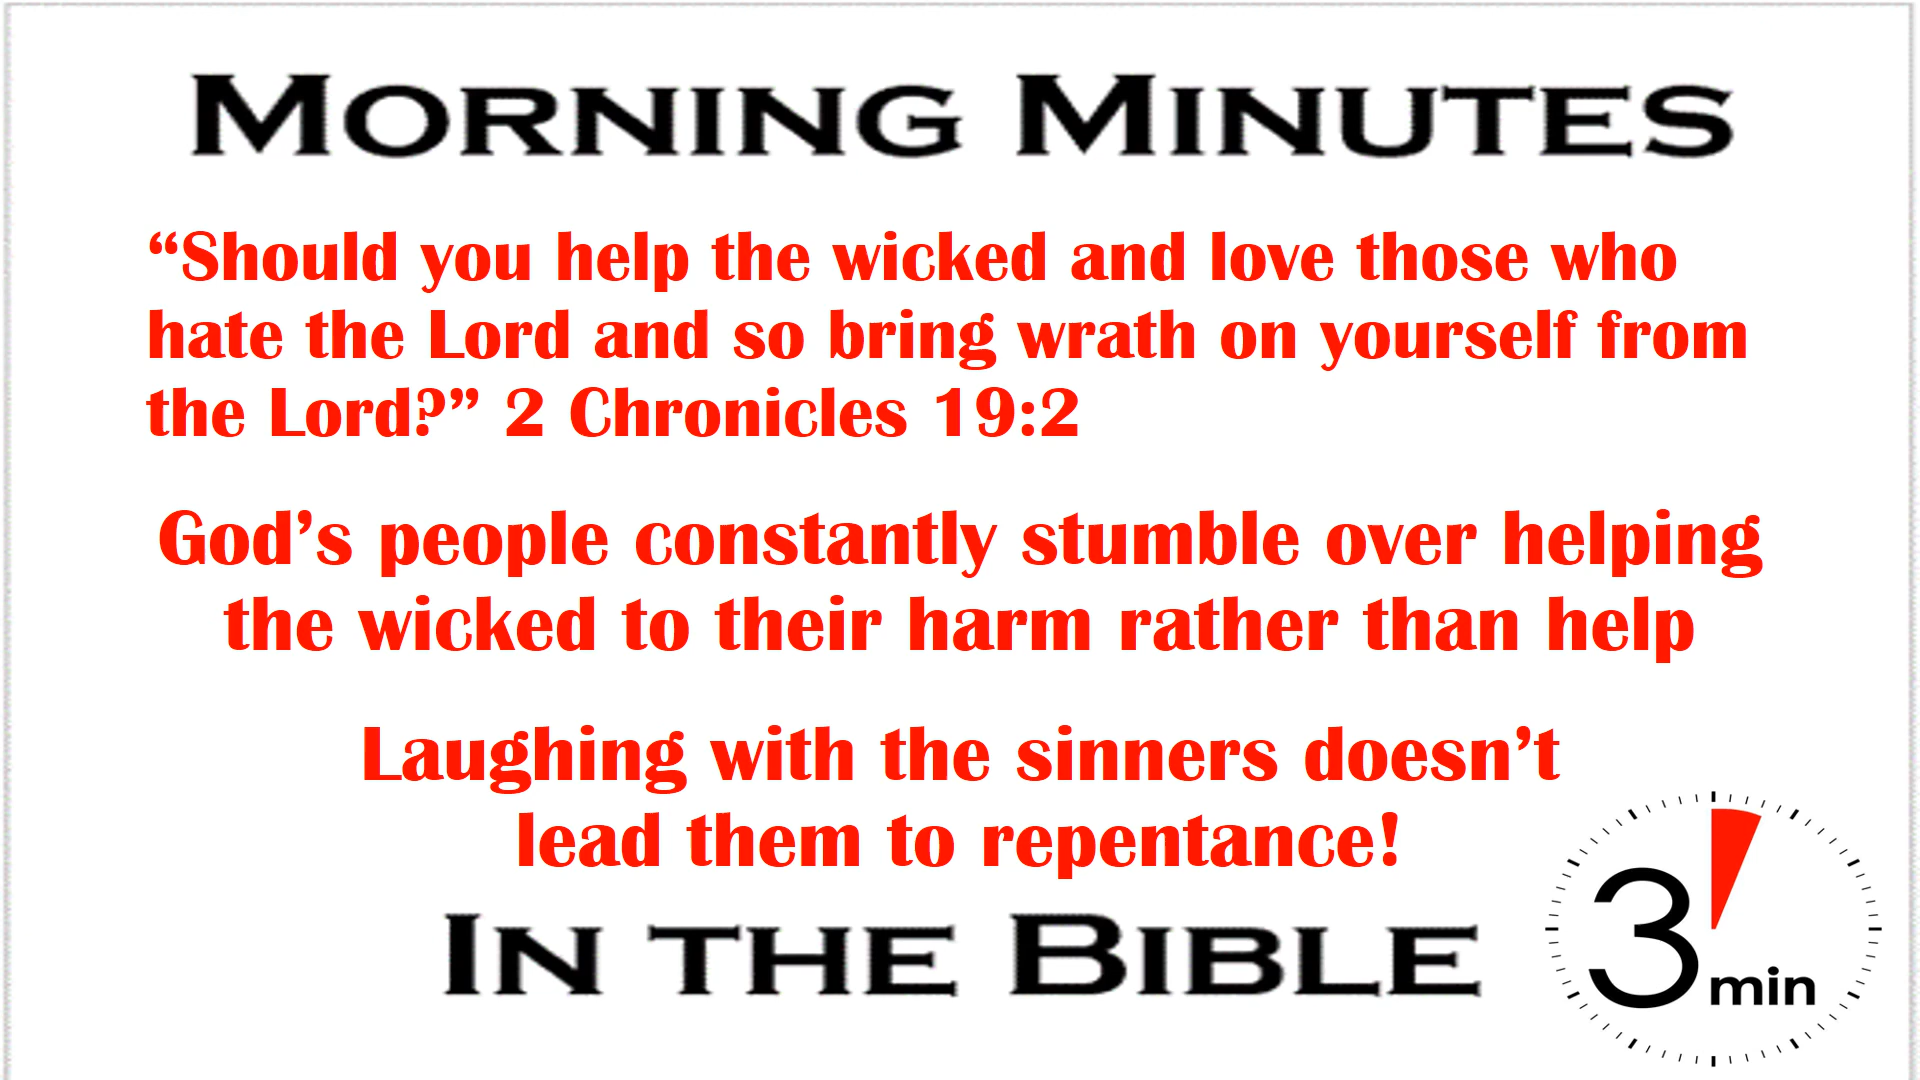 MORNING MINUTES
“Should you help the wicked and love those who
hate the Lord and so bring wrath on yourself from
the Lord?” 2 Chronicles 19:2
God’s people constantly stumble over helping
the wicked to their harm rather than help
Laughing with the sinners doesn’t
lead them to repentance!
IN THE BIBLE
3 min